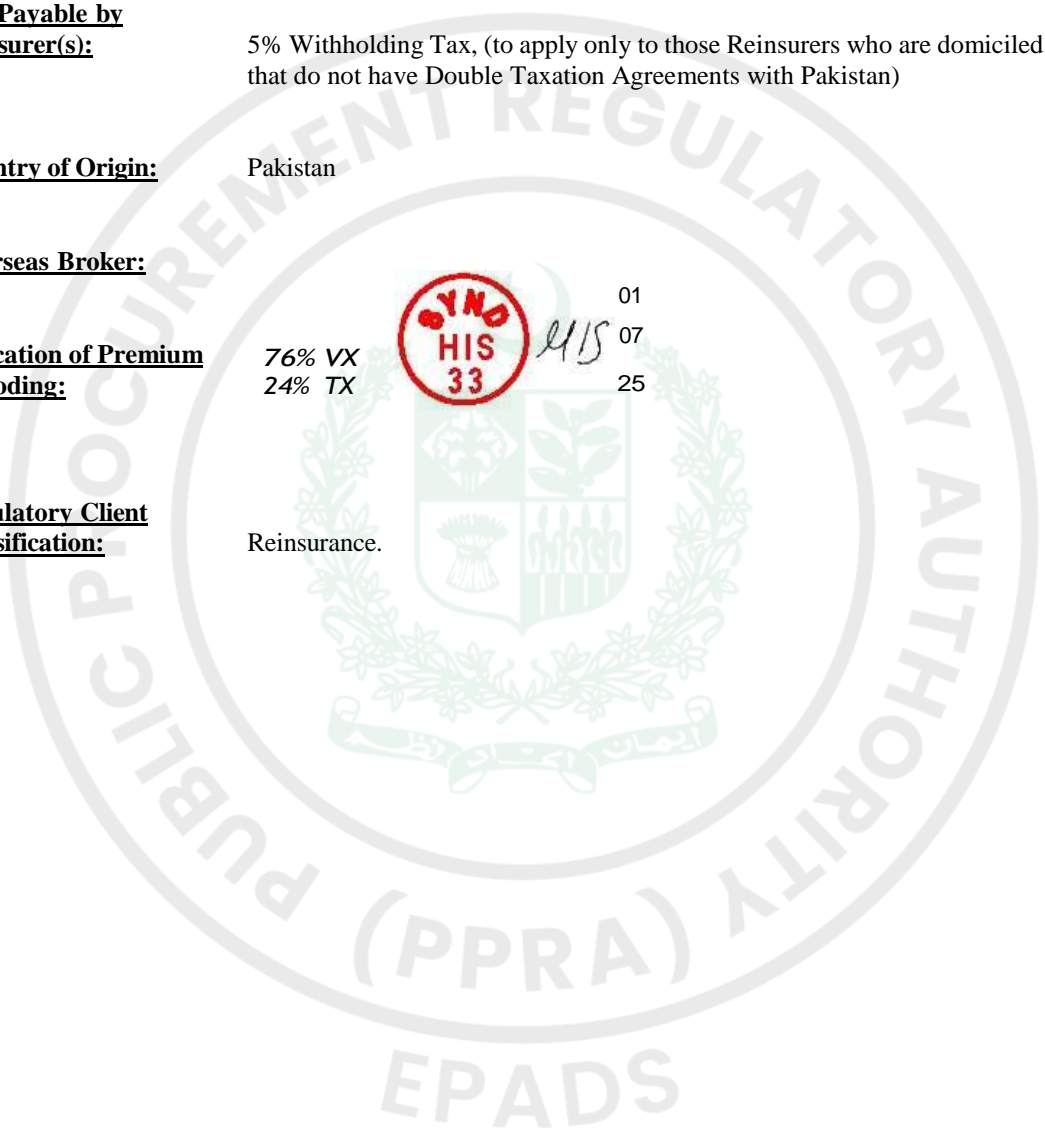 Payable by
surer(s):
5% Withholding Tax, (to apply only to those Reinsurers who are domiciled
that do not have Double Taxation Agreements with Pakistan)
ntry of Origin:
Pakistan
rseas Broker:
cation of Premium
oding:
76% VX
24% TX
SYND
HIS
33
01
07
25
ulatory Client
sification:
Reinsurance.
PUBLIC PROCUREMENT REGULATORY AUTHORITY
(PPRA)
EPADS